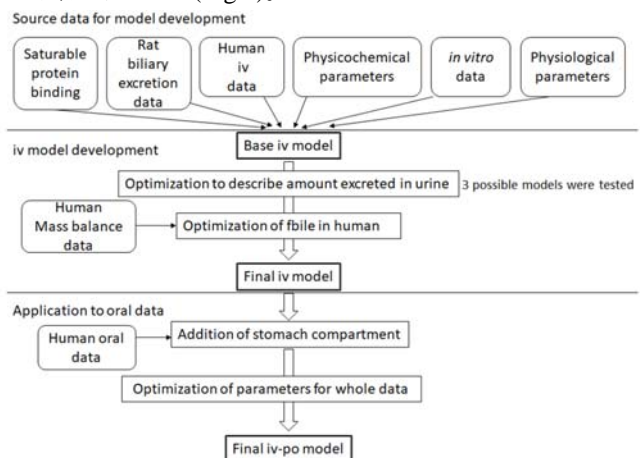 Source data for model development
Saturable
protein
binding
Rat
biliary
excretion
data
Human
iv
data
Physicochemical
parameters
in vitro
data
Physiological
parameters
iv model development
Base iv model
Optimization to describe amount excreted in urine
3 possible models were tested
Human
Mass balance
data
Optimization of fbile in human
Final iv model
Application to oral data
Human oral
data
Addition of stomach compartment
Optimization of parameters for whole data
Final iv-po model